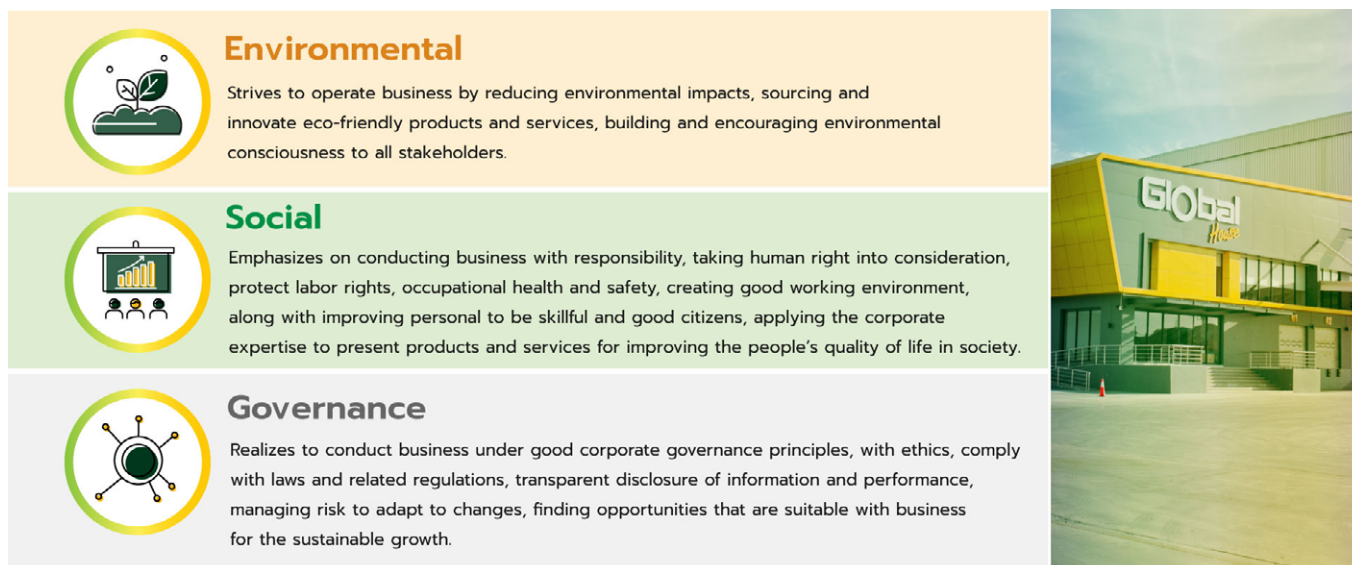 Environmental
Strives to operate business by reducing environmental impacts, sourcing and
innovate eco-friendly products and services, building and encouraging environmental
consciousness to all stakeholders.
Social
Emphasizes on conducting business with responsibility, taking human right into consideration,
protect labor rights, occupational health and safety, creating good working environment,
along with improving personal to be skillful and good citizens, applying the corporate
expertise to present products and services for improving the people's quality of life in society.
Governance
Realizes to conduct business under good corporate governance principles, with ethics, comply
with laws and related regulations, transparent disclosure of information and performance,
managing risk to adapt to changes, finding opportunities that are suitable with business
for the sustainable growth.
Global
House